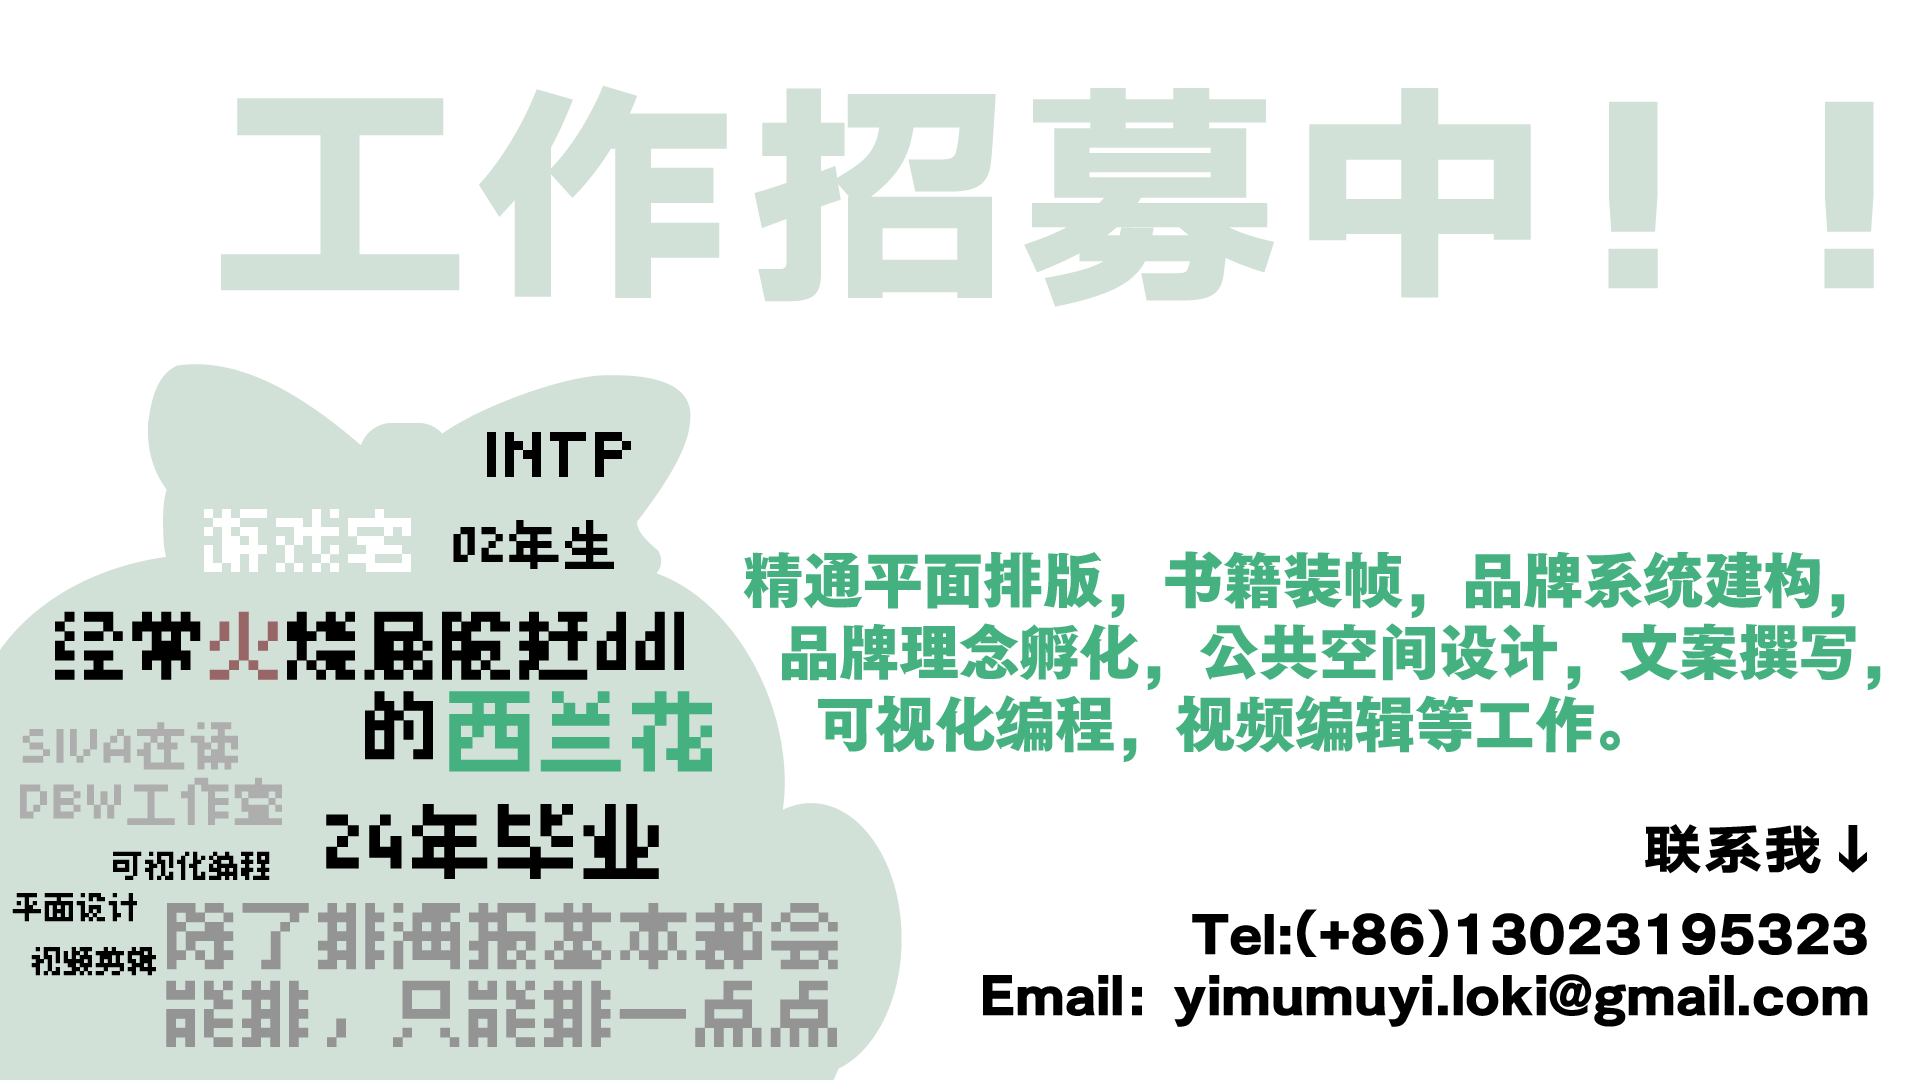 工作招募中！！
INTP
游戏宅
02年生
经常火烧屁股赶ddl
的西兰花
SIVA在读
DBW工作室
24年毕业
可视化编程
平面设计
视频剪辑
除了排海报基本都会
能排，只能排一点点
精通平面排版，书籍装帧，品牌系统建构，
品牌理念孵化，公共空间设计，文案撰写，
可视化编程，视频编辑等工作。
联系我↓
Tel:(+86)13023195323
Email：yimumuyi.loki@gmail.com